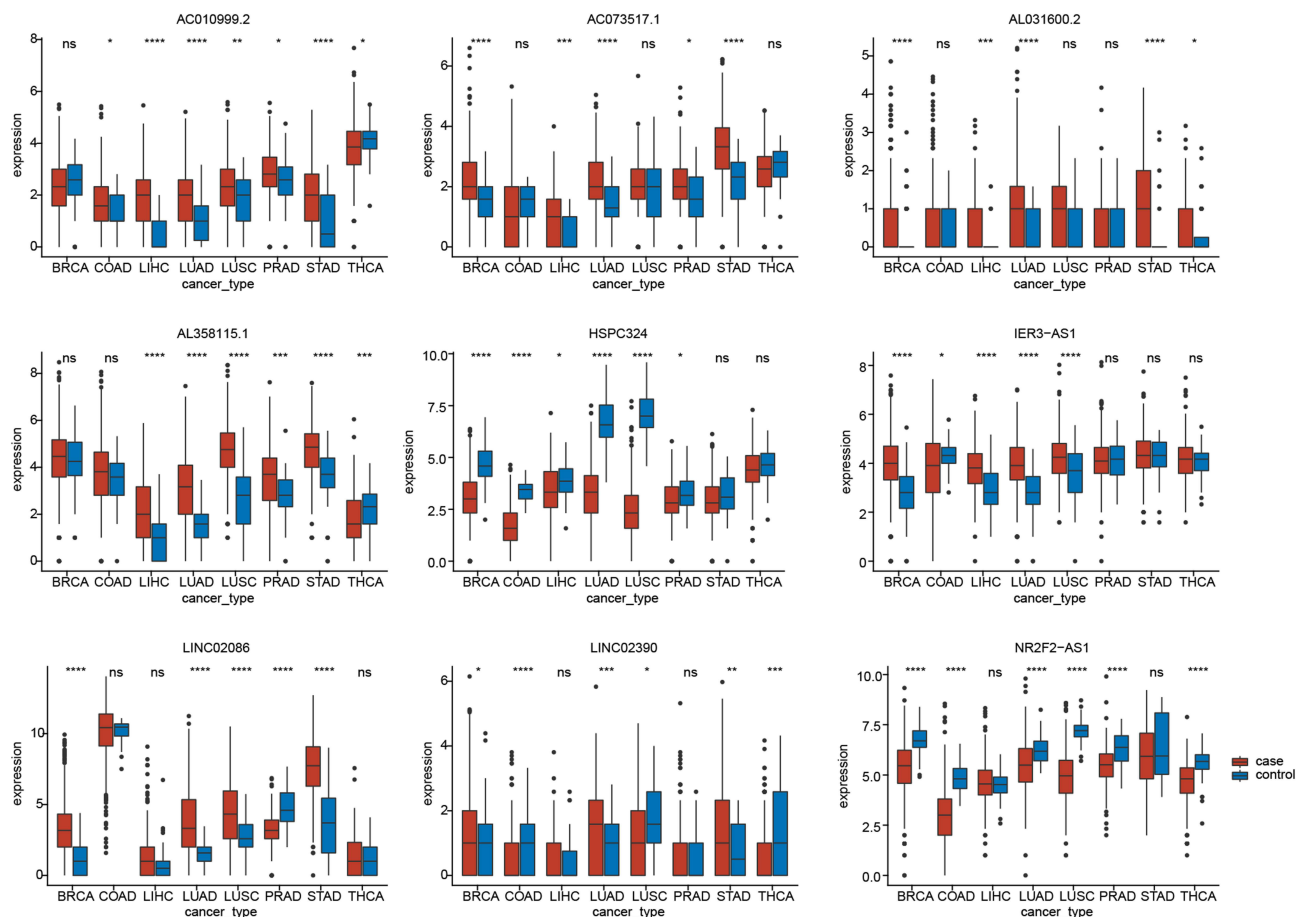 AC010999.2 AC073517.1 AL031600.2
ns * **** **** ** * **** * **** ns *** **** ns * **** ns **** ns *** **** ns ns **** *
8 6 4 2 0 6 4 2 0 5 4 3 2 1 0
expression expression expression
BRCA COAD LIHC LUAD LUSC PRAD STAD THCA BRCA COAD LIHC LUAD LUSC PRAD STAD THCA BRCA COAD LIHC LUAD LUSC PRAD STAD THCA
cancer_type cancer_type cancer_type
AL358115.1 HSPC324 IER3-AS1
ns ns **** **** **** *** **** *** **** **** * **** **** * ns ns **** * **** **** **** ns ns ns
8 6 4 2 0 10.0 7.5 5.0 2.5 0.0 8 6 4 2 0
expression expression expression
BRCA COAD LIHC LUAD LUSC PRAD STAD THCA BRCA COAD LIHC LUAD LUSC PRAD STAD THCA BRCA COAD LIHC LUAD LUSC PRAD STAD THCA
cancer_type cancer_type cancer_type
LINC02086 LINC02390 NR2F2-AS1
**** ns ns **** **** **** **** ns * **** ns *** * ns ** *** **** **** ns **** **** **** ns ****
10 5 0 6 4 2 0 10.0 7.5 5.0 2.5 0.0
expression expression expression
case
control
BRCA COAD LIHC LUAD LUSC PRAD STAD THCA BRCA COAD LIHC LUAD LUSC PRAD STAD THCA BRCA COAD LIHC LUAD LUSC PRAD STAD THCA
cancer_type cancer_type cancer_type